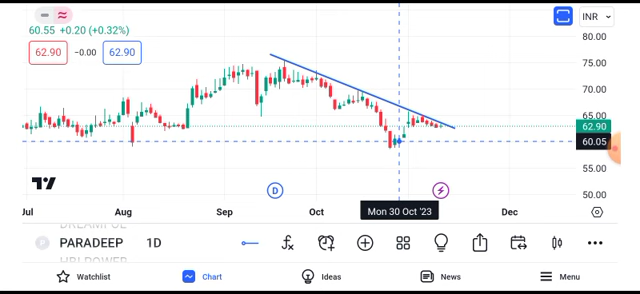 INR
60.55 +0.20 (+0.32%)
80.00
62.90 −0.00 62.90
75.00
70.00
65.00
62.90
60.05
55.00
50.00
D
Jul Aug Sep Oct Mon 30 Oct '23 Dec
DREAMFOL
P PARADEEP 1D
HBLPOWER
Watchlist Chart Ideas News Menu